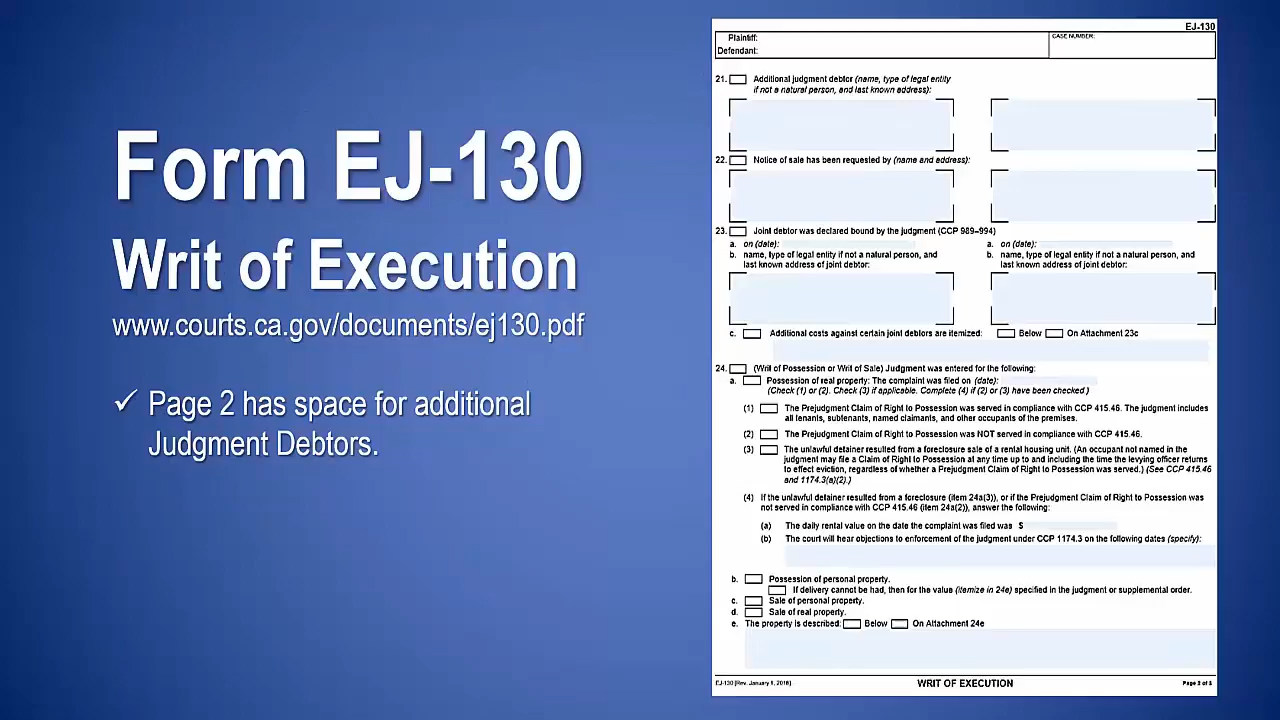 Form EJ-130
Writ of Execution
www.courts.ca.gov/documents/ej130.pdf
✓ Page 2 has space for additional
Judgment Debtors.
EJ-130
Plaintiff:
Defendant:
CASE NUMBER:
21. Additional judgment debtor (name, type of legal entity
if not a natural person, and last known address):
22. Notice of sale has been requested by (name and address):
23. Joint debtor was declared bound by the judgment (CCP 989–994)
a. on (date):
b. name, type of legal entity if not a natural person, and
last known address of joint debtor:
a. on (date):
b. name, type of legal entity if not a natural person, and
last known address of joint debtor:
c. Additional costs against certain joint debtors are itemized: Below On Attachment 23c
24. (Writ of Possession or Writ of Sale) Judgment was entered for the following:
a. Possession of real property: The complaint was filed on (date):
(Check (1) or (2). Check (3) if applicable. Complete (4) if (2) or (3) have been checked.)
(1) The Prejudgment Claim of Right to Possession was served in compliance with CCP 415.46. The judgment includes
all tenants, subtenants, named claimants, and other occupants of the premises.
(2) The Prejudgment Claim of Right to Possession was NOT served in compliance with CCP 415.46.
(3) The unlawful detainer resulted from a foreclosure sale of a rental housing unit. (An occupant not named in the
judgment may file a Claim of Right to Possession at any time up to and including the time the levying officer returns
to effect eviction, regardless of whether a Prejudgment Claim of Right to Possession was served.) (See CCP 415.46
and 1174.3(a)(2).)
(4) If the unlawful detainer resulted from a foreclosure (item 24a(3)), or if the Prejudgment Claim of Right to Possession was
not served in compliance with CCP 415.46 (item 24a(2)), answer the following:
(a) The daily rental value on the date the complaint was filed was $
(b) The court will hear objections to enforcement of the judgment under CCP 1174.3 on the following dates (specify):
b. Possession of personal property.
If delivery cannot be had, then for the value (itemize in 24e) specified in the judgment or supplemental order.
c. Sale of personal property.
d. Sale of real property.
e. The property is described: Below On Attachment 24e
EJ-130 [Rev. January 1, 2018]
WRIT OF EXECUTION
Page 2 of 3